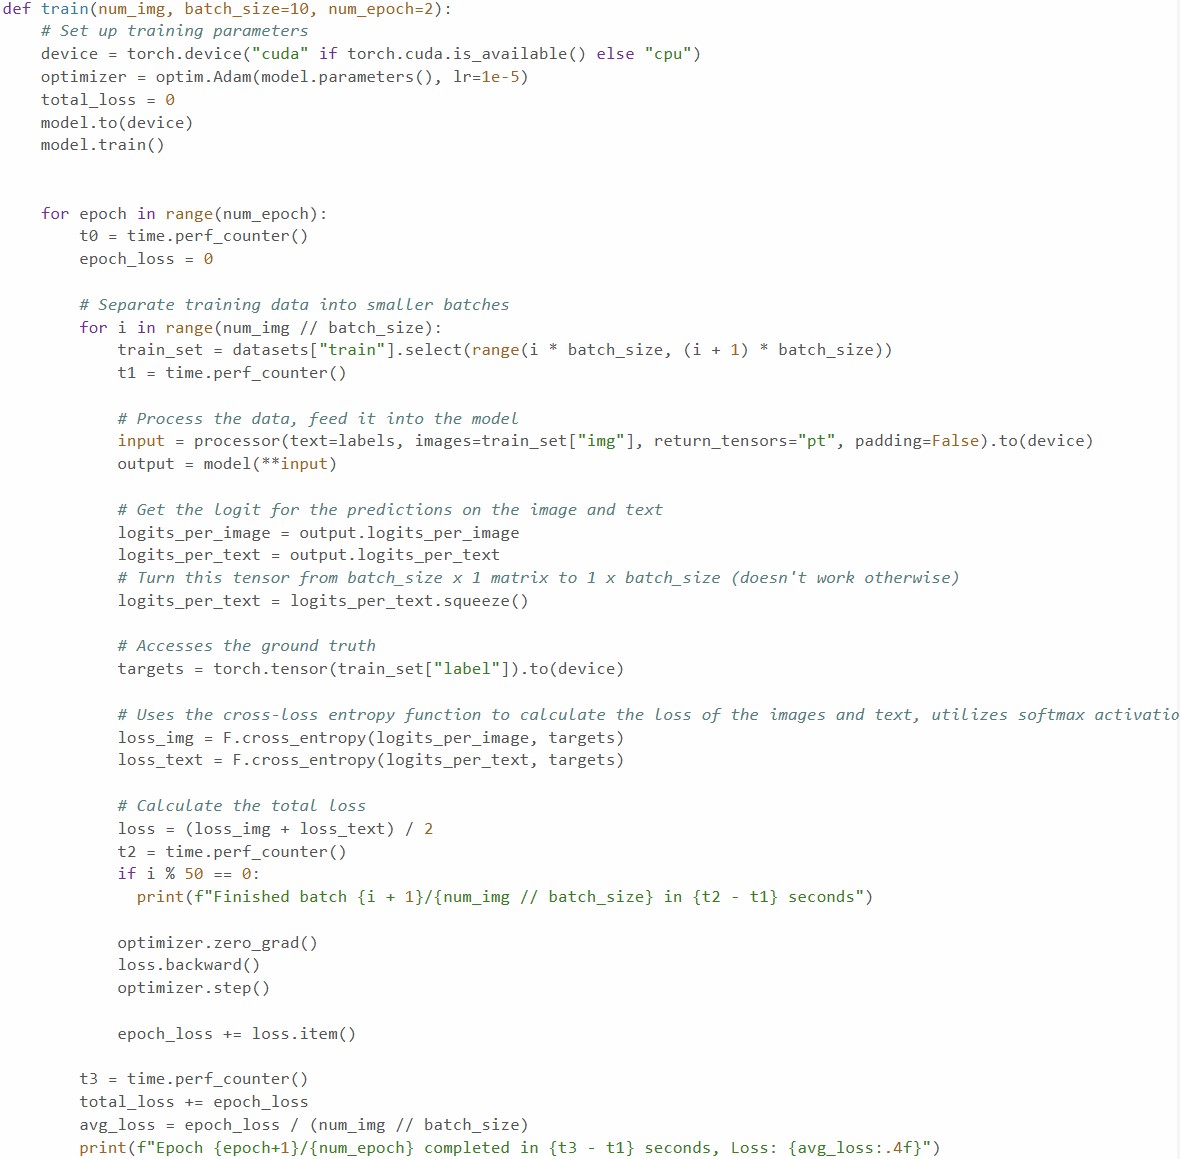 def train(num_img, batch_size=10, num_epoch=2):
    # Set up training parameters
    device = torch.device("cuda" if torch.cuda.is_available() else "cpu")
    optimizer = optim.Adam(model.parameters(), lr=1e-5)
    total_loss = 0
    model.to(device)
    model.train()


    for epoch in range(num_epoch):
        t0 = time.perf_counter()
        epoch_loss = 0

        # Separate training data into smaller batches
        for i in range(num_img // batch_size):
            train_set = datasets["train"].select(range(i * batch_size, (i + 1) * batch_size))
            t1 = time.perf_counter()

            # Process the data, feed it into the model
            input = processor(text=labels, images=train_set["img"], return_tensors="pt", padding=False).to(device)
            output = model(**input)

            # Get the logit for the predictions on the image and text
            logits_per_image = output.logits_per_image
            logits_per_text = output.logits_per_text
            # Turn this tensor from batch_size x 1 matrix to 1 x batch_size (doesn't work otherwise)
            logits_per_text = logits_per_text.squeeze()

            # Accesses the ground truth
            targets = torch.tensor(train_set["label"]).to(device)

            # Uses the cross-loss entropy function to calculate the loss of the images and text, utilizes softmax activatio
            loss_img = F.cross_entropy(logits_per_image, targets)
            loss_text = F.cross_entropy(logits_per_text, targets)

            # Calculate the total loss
            loss = (loss_img + loss_text) / 2
            t2 = time.perf_counter()
            if i % 50 == 0:
              print(f"Finished batch {i + 1}/{num_img // batch_size} in {t2 - t1} seconds")

            optimizer.zero_grad()
            loss.backward()
            optimizer.step()

            epoch_loss += loss.item()

        t3 = time.perf_counter()
        total_loss += epoch_loss
        avg_loss = epoch_loss / (num_img // batch_size)
        print(f"Epoch {epoch+1}/{num_epoch} completed in {t3 - t1} seconds, Loss: {avg_loss:.4f}")